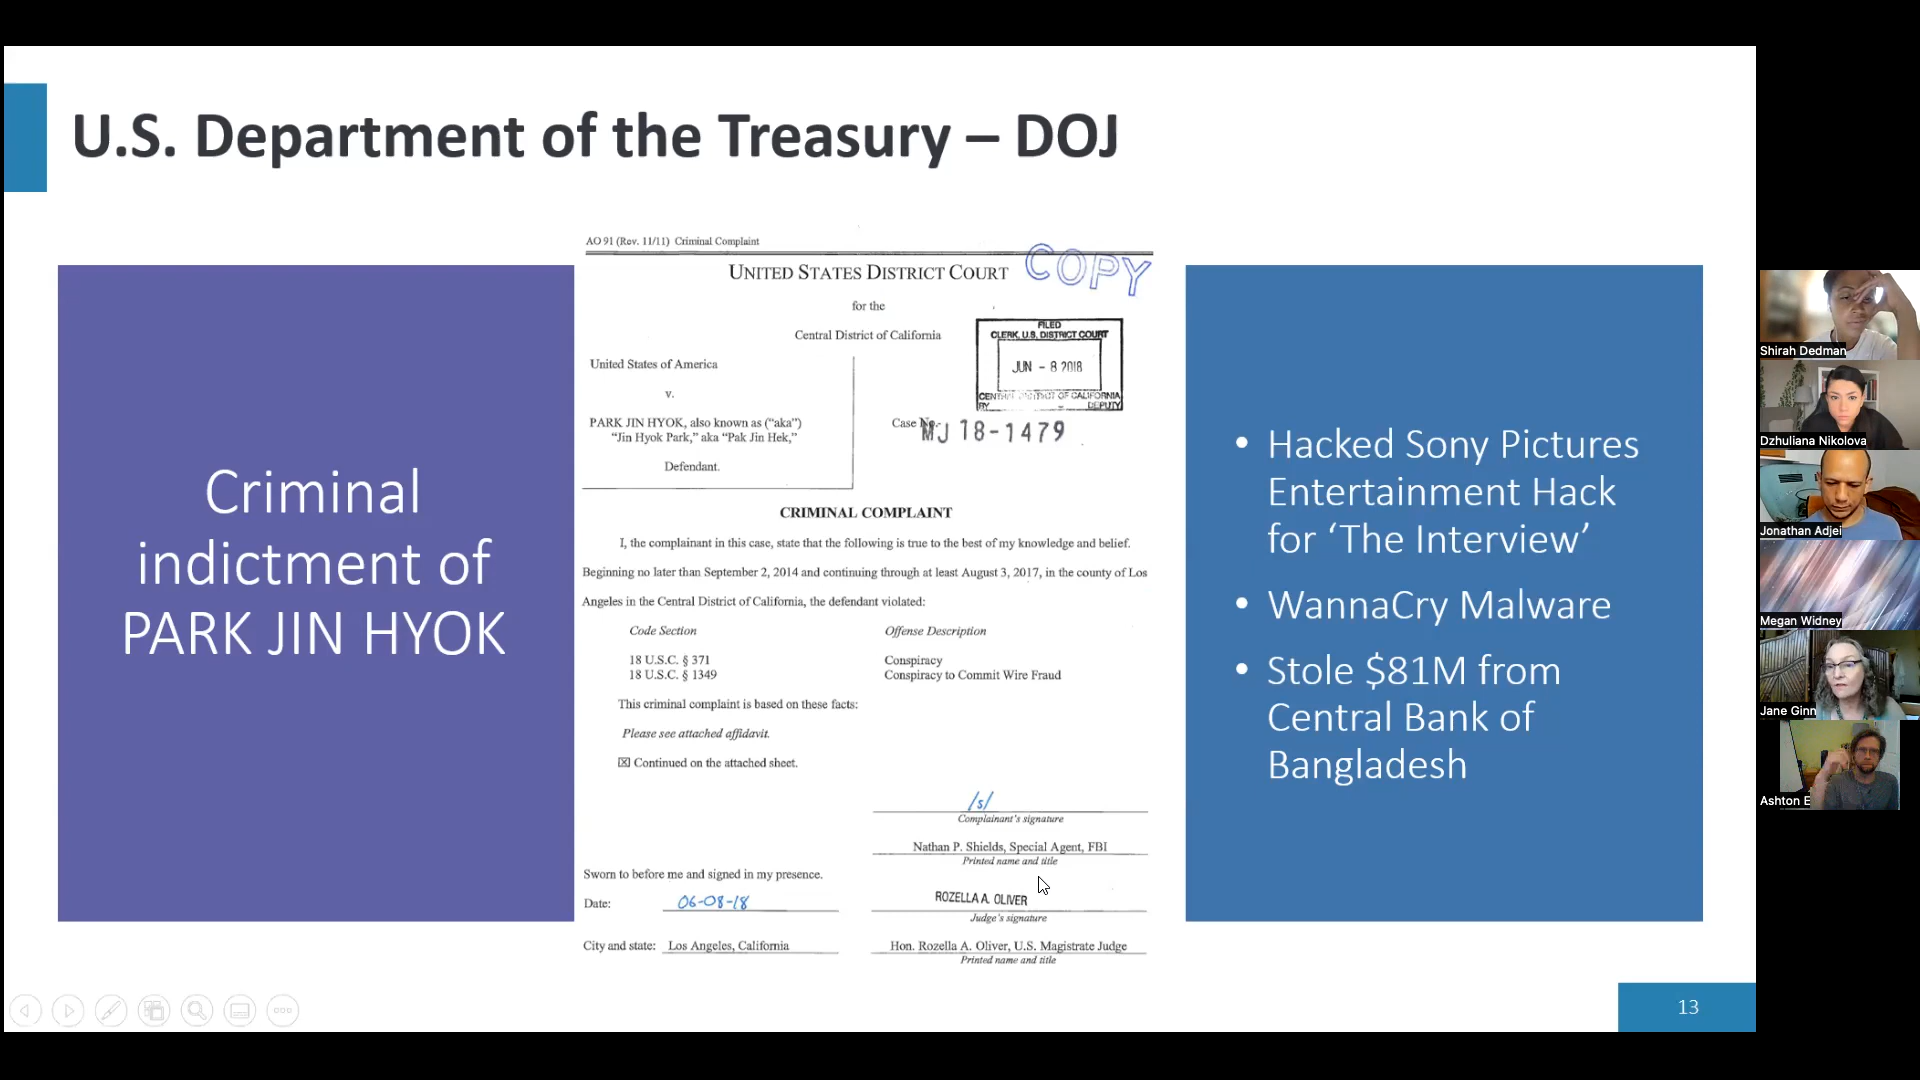 U.S. Department of the Treasury – DOJ
Criminal
indictment of
PARK JIN HYOK
AO 91 (Rev. 11/11) Criminal Complaint
UNITED STATES DISTRICT COURT
COPY
for the
Central District of California
FILED
CLERK, U.S. DISTRICT COURT
JUN - 8 2018
CENTRAL DISTRICT OF CALIFORNIA
BY DEPUTY
United States of America
v.
PARK JIN HYOK, also known as ("aka")
"Jin Hyok Park," aka "Pak Jin Hek,"
Defendant.
Case No.
MJ 18-1479
CRIMINAL COMPLAINT
I, the complainant in this case, state that the following is true to the best of my knowledge and belief.
Beginning no later than September 2, 2014 and continuing through at least August 3, 2017, in the county of Los
Angeles in the Central District of California, the defendant violated:
Code Section Offense Description
18 U.S.C. § 371 Conspiracy
18 U.S.C. § 1349 Conspiracy to Commit Wire Fraud
This criminal complaint is based on these facts:
Please see attached affidavit.
☒ Continued on the attached sheet.
/s/
Complainant's signature
Nathan P. Shields, Special Agent, FBI
Printed name and title
Sworn to before me and signed in my presence.
Date: 06-08-18
ROZELLA A. OLIVER
Judge's signature
City and state: Los Angeles, California
Hon. Rozella A. Oliver, U.S. Magistrate Judge
Printed name and title
• Hacked Sony Pictures
Entertainment Hack
for ‘The Interview’
• WannaCry Malware
• Stole $81M from
Central Bank of
Bangladesh
13
Shirah Dedman
Dzhuliana Nikolova
Jonathan Adjei
Megan Widney
Jane Ginn
Ashton E